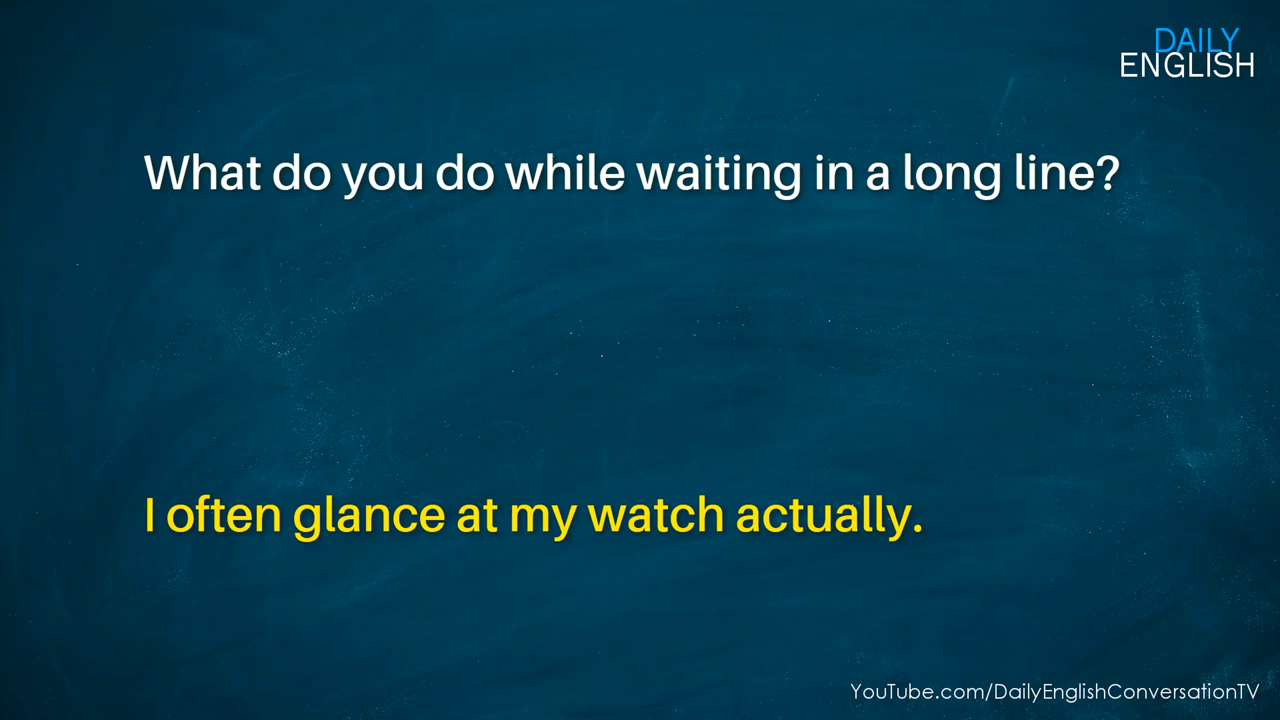 DAILY
ENGLISH
What do you do while waiting in a long line?
I often glance at my watch actually.
YouTube.com/DailyEnglishConversationTV